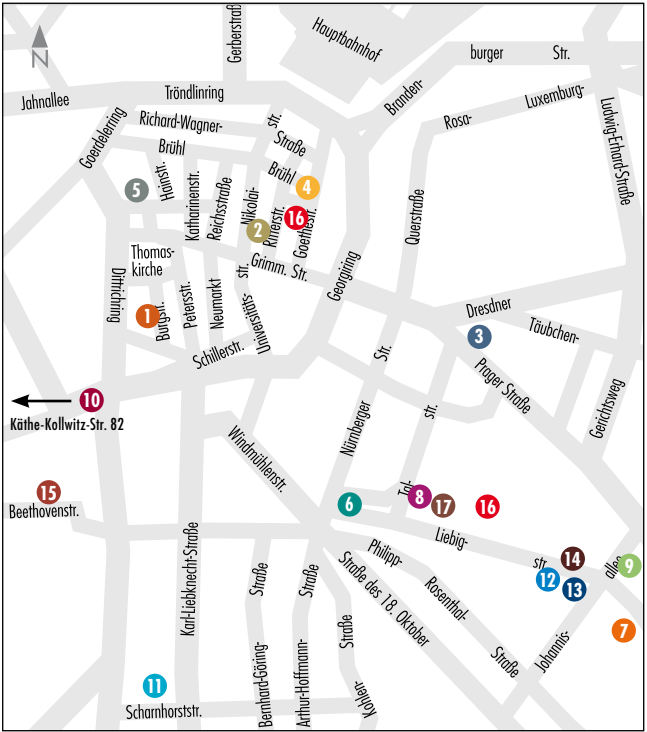 Gerberstraß
Hauptbahnhof
burger Str.
N
Jahnallee
Tröndlinring
Branden-
Luxemburg-
Rosa-
Ludwig-Erhard-Straße
Goerdelerring
Richard-Wagner-
str.
Straße
Brühl
Brühl
4
5
Hainstr.
Katharinenstr.
Reichsstraße
Nikolai-
2
Ritterstr.
16
Goethestr.
Querstraße
Thomas-
kirche
str.
Grimm. Str.
Georgiring
Dittrichring
1
Burgstr.
Petersstr.
Neumarkt
Universitäts-
Schillerstr.
Dresdner
Täubchen-
3
Prager Straße
Str.
Nürnberger
str.
Gerichtsweg
10
Käthe-Kollwitz-Str. 82
Windmühlenstr.
15
Beethovenstr.
6
Tal-
8
17
16
Liebig-
str.
14
12
13
allee
9
7
Karl-Liebknecht-Straße
Philipp-
Rosenthal-
Straße
Straße des 18. Oktober
Johannis-
Straße
Bernhard-Göring-
Straße
Arthur-Hoffmann-
Straße
Kohlen-
11
Scharnhorststr.